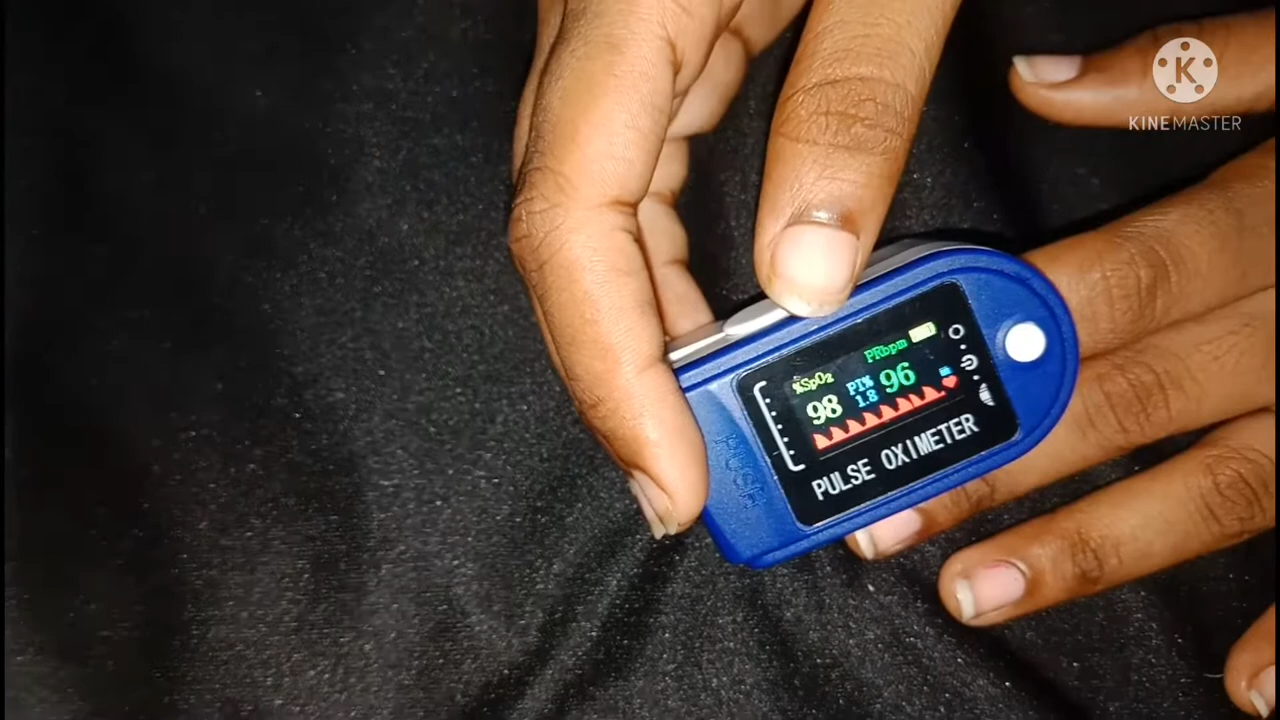 K
KINEMASTER
PRbpm
%SpO₂
PI%
96
98
1.8
PULSE OXIMETER
PUSH